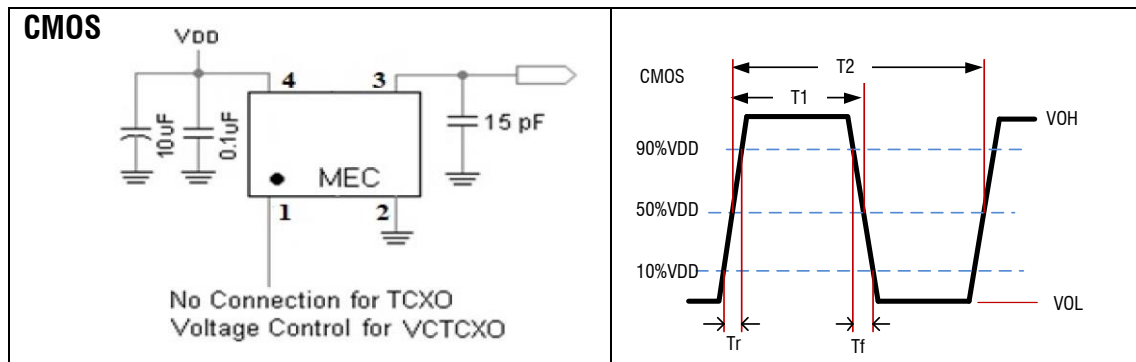 CMOS
VDD
4 3
10uF
0.1uF
15 pF
MEC
1 2
No Connection for TCXO
Voltage Control for VCTCXO
CMOS
T2
T1
VOH
90%VDD
50%VDD
10%VDD
VOL
Tr Tf